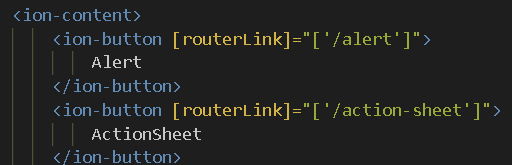 <ion-content>
<ion-button [routerLink]="['/alert']">
Alert
</ion-button>
<ion-button [routerLink]="['/action-sheet']">
ActionSheet
</ion-button>